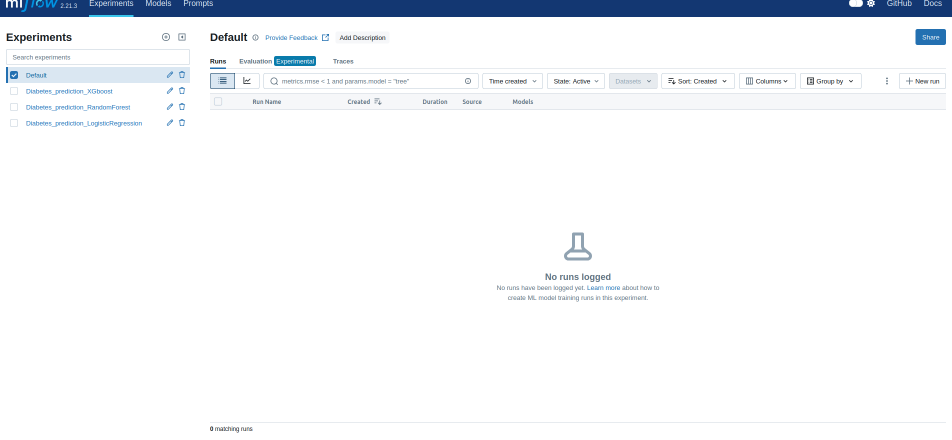 mlflow 2.21.3 Experiments Models Prompts GitHub Docs
Experiments
Search experiments
Default
Diabetes_prediction_XGboost
Diabetes_prediction_RandomForest
Diabetes_prediction_LogisticRegression
Default Provide Feedback Add Description Share
Runs Evaluation Experimental Traces
metrics.rmse < 1 and params.model = "tree" Time created State: Active Datasets Sort: Created Columns Group by New run
Run Name Created Duration Source Models
No runs logged
No runs have been logged yet. Learn more about how to
create ML model training runs in this experiment.
0 matching runs